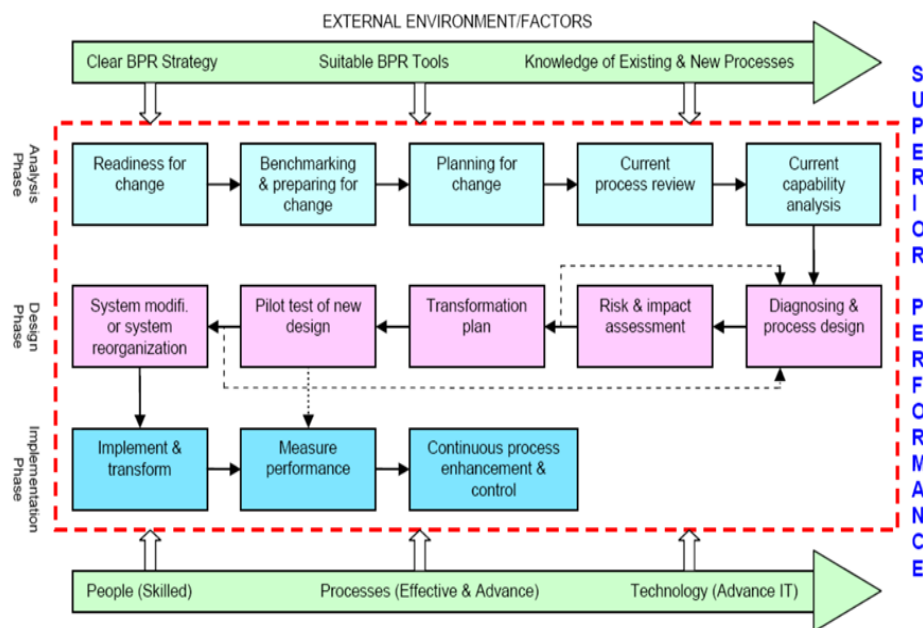 EXTERNAL ENVIRONMENT/FACTORS
Clear BPR Strategy
Suitable BPR Tools
Knowledge of Existing & New Processes
Analysis
Phase
Readiness for
change
Benchmarking
& preparing for
change
Planning for
change
Current
process review
Current
capability
analysis
Design
Phase
System modifi.
or system
reorganization
Pilot test of new
design
Transformation
plan
Risk & impact
assessment
Diagnosing &
process design
Implementation
Phase
Implement &
transform
Measure
performance
Continuous process
enhancement &
control
People (Skilled)
Processes (Effective & Advance)
Technology (Advance IT)
SUPERIOR PERFORMANCE